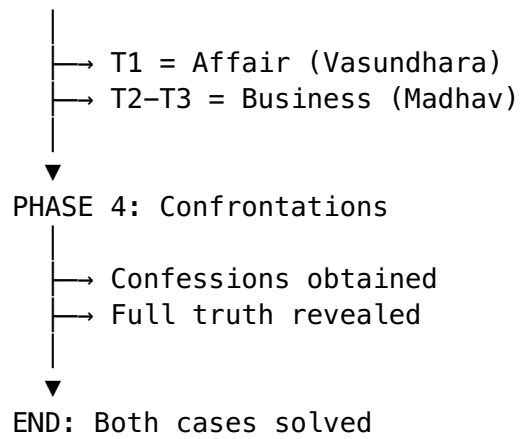 │
├─→ T1 = Affair (Vasundhara)
├─→ T2-T3 = Business (Madhav)
│
▼
PHASE 4: Confrontations
│
├─→ Confessions obtained
├─→ Full truth revealed
│
▼
END: Both cases solved